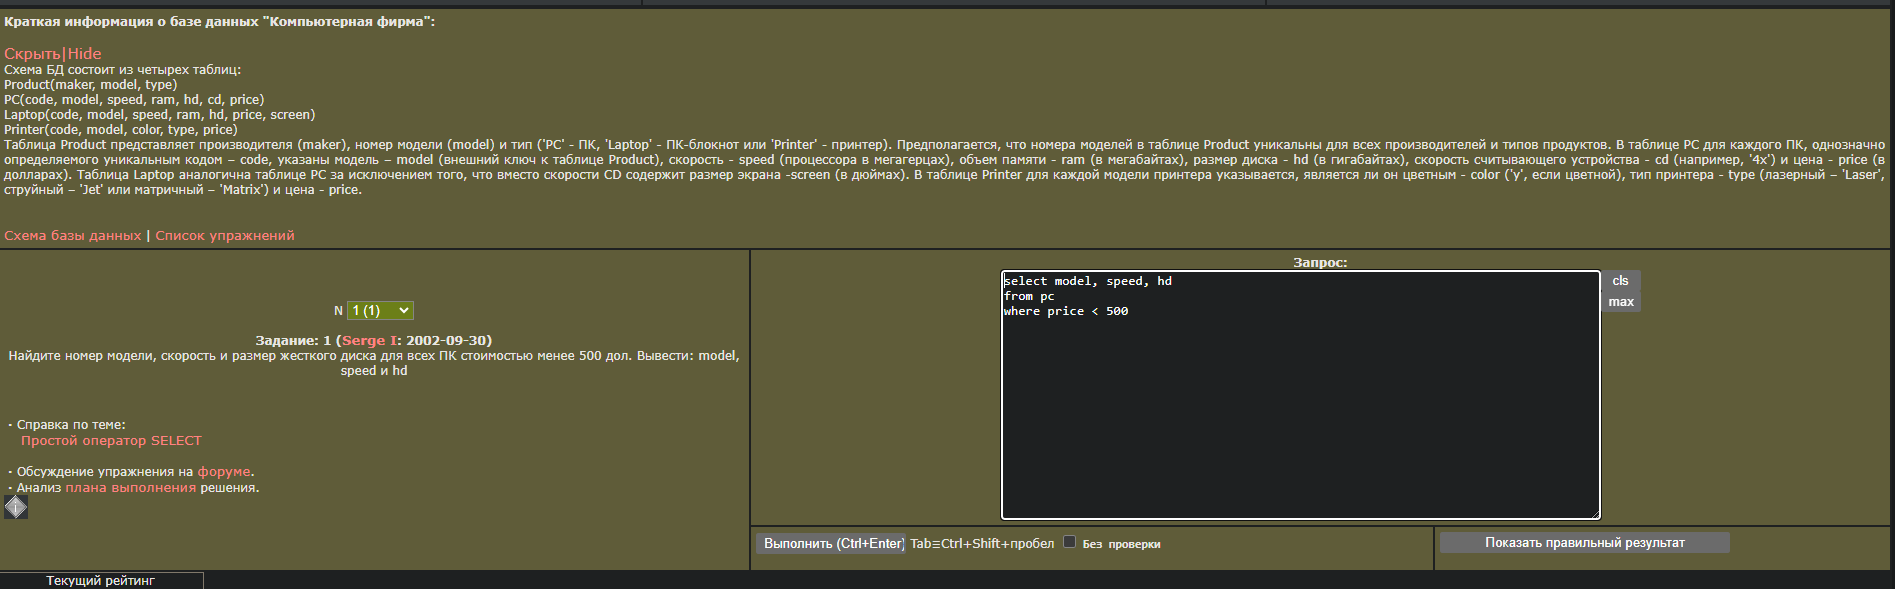 Краткая информация о базе данных "Компьютерная фирма":
Скрыть|Hide
Схема БД состоит из четырех таблиц:
Product(maker, model, type)
PC(code, model, speed, ram, hd, cd, price)
Laptop(code, model, speed, ram, hd, price, screen)
Printer(code, model, color, type, price)
Таблица Product представляет производителя (maker), номер модели (model) и тип ('PC' - ПК, 'Laptop' - ПК-блокнот или 'Printer' - принтер). Предполагается, что номера моделей в таблице Product уникальны для всех производителей и типов продуктов. В таблице PC для каждого ПК, однозначно
определяемого уникальным кодом – code, указаны модель – model (внешний ключ к таблице Product), скорость - speed (процессора в мегагерцах), объем памяти - ram (в мегабайтах), размер диска - hd (в гигабайтах), скорость считывающего устройства - cd (например, '4x') и цена - price (в
долларах). Таблица Laptop аналогична таблице РС за исключением того, что вместо скорости CD содержит размер экрана -screen (в дюймах). В таблице Printer для каждой модели принтера указывается, является ли он цветным - color ('y', если цветной), тип принтера - type (лазерный – 'Laser',
струйный – 'Jet' или матричный – 'Matrix') и цена - price.
Схема базы данных | Список упражнений
N 1 (1)
Задание: 1 (Serge I: 2002-09-30)
Найдите номер модели, скорость и размер жесткого диска для всех ПК стоимостью менее 500 дол. Вывести: model,
speed и hd
· Справка по теме:
Простой оператор SELECT
· Обсуждение упражнения на форуме.
· Анализ плана выполнения решения.
Запрос:
select model, speed, hd
from pc
where price < 500
cls
max
Выполнить (Ctrl+Enter) Tab≡Ctrl+Shift+пробел Без проверки
Показать правильный результат
Текущий рейтинг